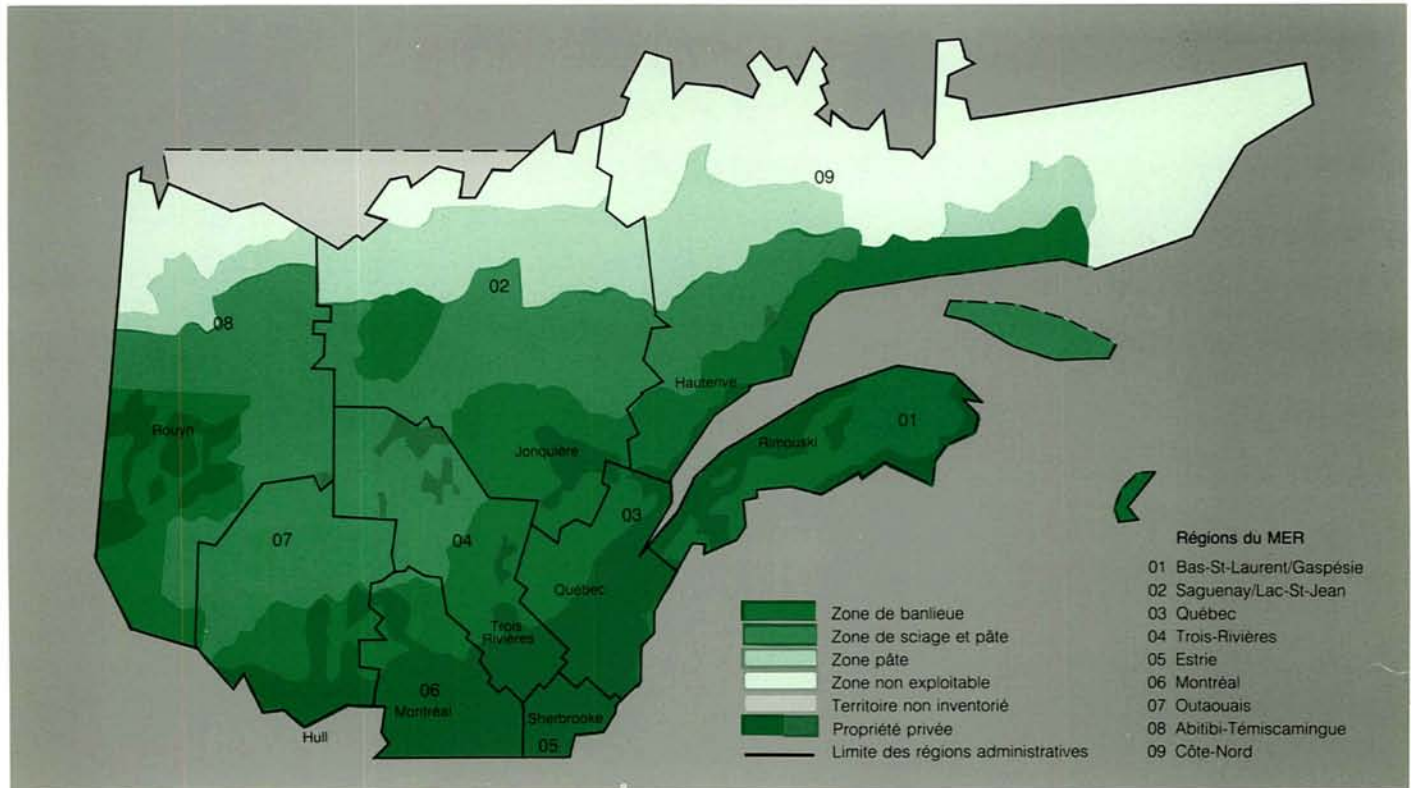 09
02
08
Hauterive
01
Rouyn
Rimouski
Jonquière
03
07
04
Québec
Trois-
Rivières
06
Montréal
Sherbrooke
Hull
05
Zone de banlieue
Zone de sciage et pâte
Zone pâte
Zone non exploitable
Territoire non inventorié
Propriété privée
Limite des régions administratives
Régions du MER
01 Bas-St-Laurent/Gaspésie
02 Saguenay/Lac-St-Jean
03 Québec
04 Trois-Rivières
05 Estrie
06 Montréal
07 Outaouais
08 Abitibi-Témiscamingue
09 Côte-Nord